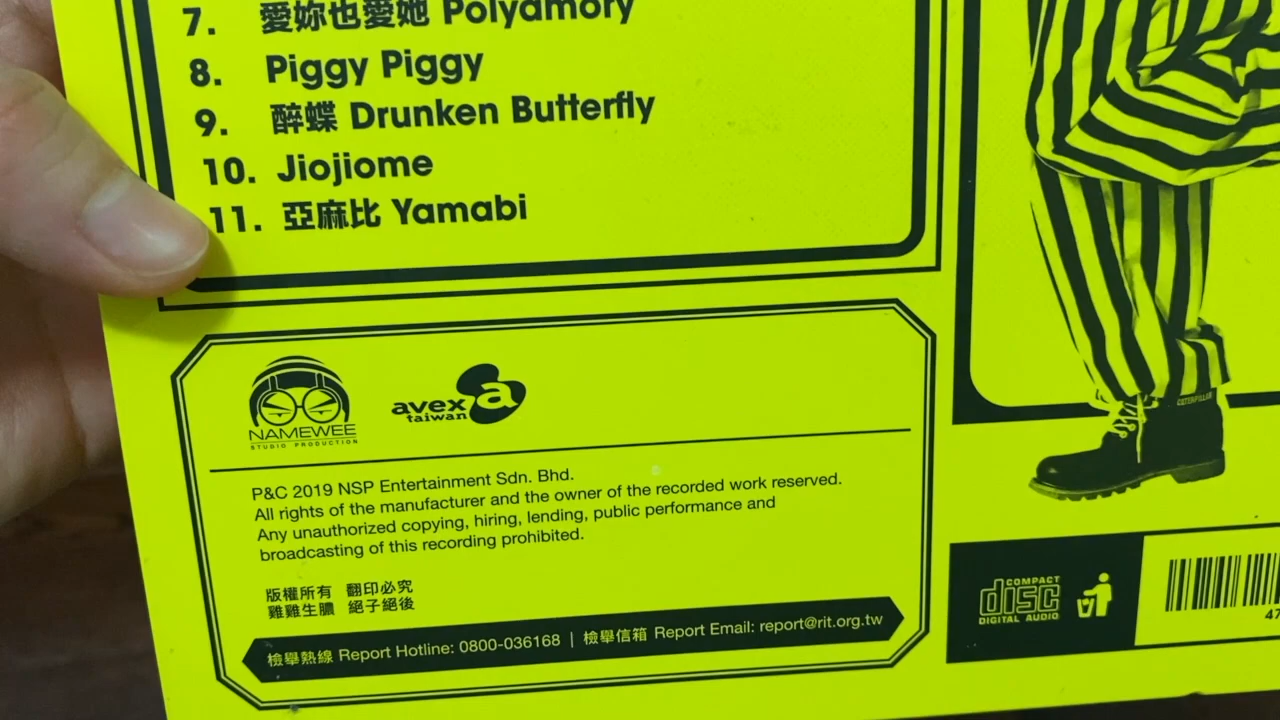 7. 愛妳也愛她 Polyamory
8. Piggy Piggy
9. 醉蝶 Drunken Butterfly
10. Jiojiome
11. 亞麻比 Yamabi
NAMEWEE
STUDIO PRODUCTION
avex
taiwan
a
P&C 2019 NSP Entertainment Sdn. Bhd.
All rights of the manufacturer and the owner of the recorded work reserved.
Any unauthorized copying, hiring, lending, public performance and
broadcasting of this recording prohibited.
版權所有 翻印必究
雞雞生膿 絕子絕後
檢舉熱線 Report Hotline: 0800-036168 | 檢舉信箱 Report Email: report@rit.org.tw
CATERPILLAR
COMPACT
disc
DIGITAL AUDIO
47